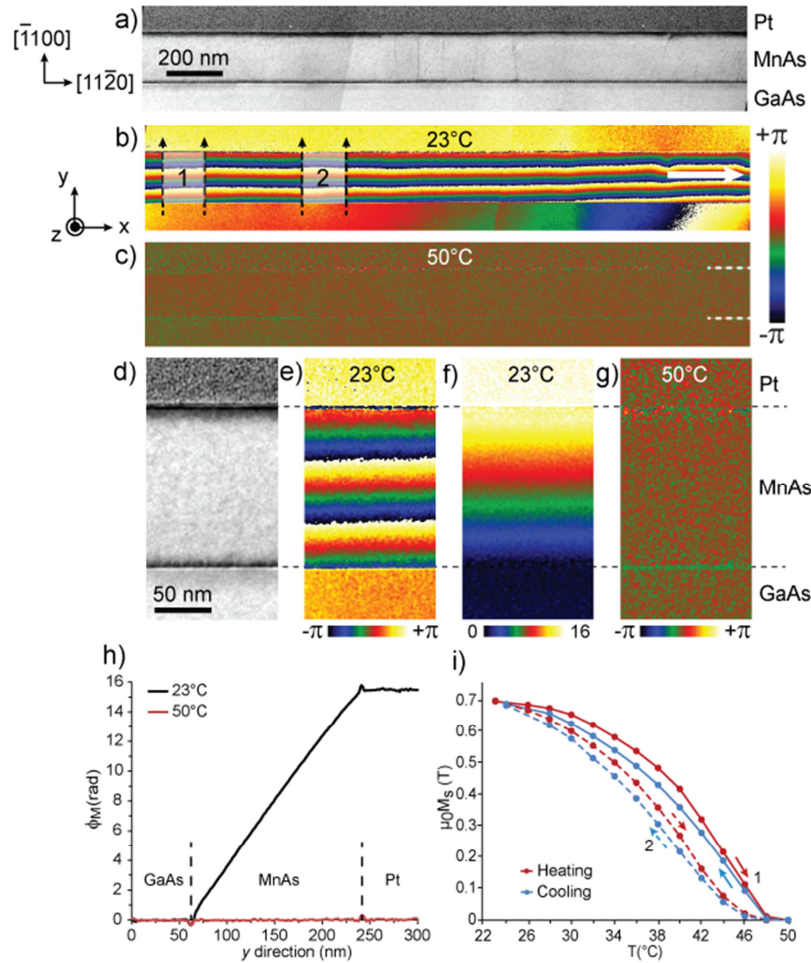 a)
Pt
[1̄100]
MnAs
200 nm
[112̄0]
GaAs
b)
23°C
+π
1
2
y
z
x
c)
50°C
-π
d)
e)
23°C
f)
23°C
g)
50°C
Pt
MnAs
50 nm
GaAs
-π
+π
0
16
-π
+π
h)
i)
16
14
12
10
8
6
4
2
0
ϕM(rad)
23°C
50°C
GaAs
MnAs
Pt
0 50 100 150 200 250 300
y direction (nm)
0.7
0.6
0.5
0.4
0.3
0.2
0.1
0
μ0Ms (T)
2
1
Heating
Cooling
22 26 30 34 38 42 46 50
T(°C)